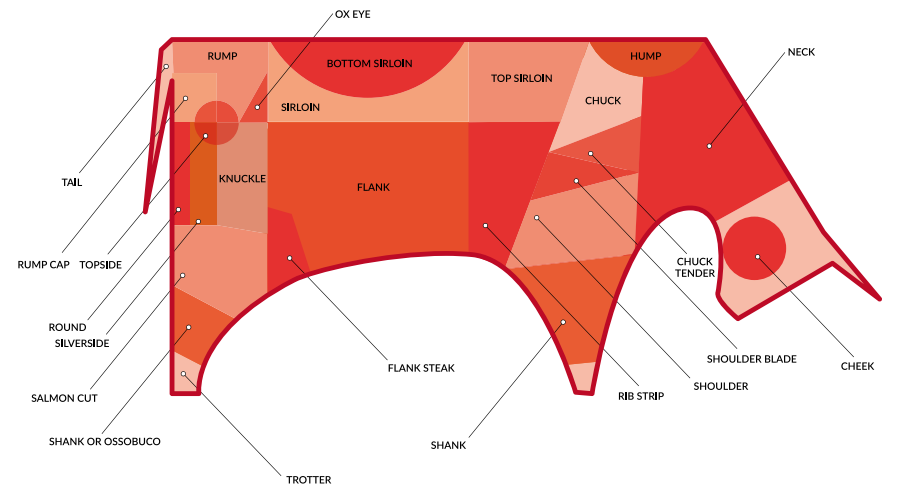 OX EYE
RUMP
BOTTOM SIRLOIN
HUMP
NECK
TOP SIRLOIN
SIRLOIN
CHUCK
TAIL
KNUCKLE
FLANK
RUMP CAP
TOPSIDE
CHUCK
TENDER
ROUND
SILVERSIDE
SHOULDER BLADE
CHEEK
FLANK STEAK
SHOULDER
SALMON CUT
RIB STRIP
SHANK OR OSSOBUCO
SHANK
TROTTER